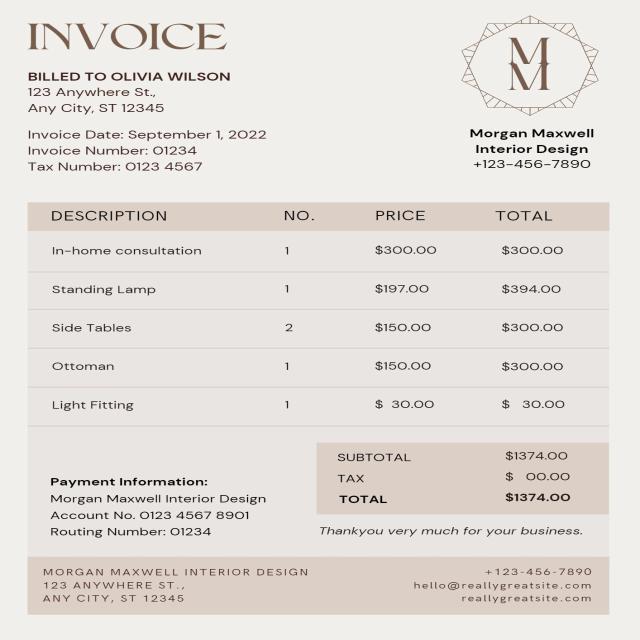 INVOICE
BILLED TO OLIVIA WILSON
123 Anywhere St.,
Any City, ST 12345
Invoice Date: September 1, 2022
Invoice Number: 01234
Tax Number: 0123 4567
M
M
Morgan Maxwell
Interior Design
+123-456-7890
DESCRIPTION NO. PRICE TOTAL
In-home consultation 1 $300.00 $300.00
Standing Lamp 1 $197.00 $394.00
Side Tables 2 $150.00 $300.00
Ottoman 1 $150.00 $300.00
Light Fitting 1 $ 30.00 $ 30.00
SUBTOTAL $1374.00
TAX $ 00.00
TOTAL $1374.00
Payment Information:
Morgan Maxwell Interior Design
Account No. 0123 4567 8901
Routing Number: 01234
Thankyou very much for your business.
MORGAN MAXWELL INTERIOR DESIGN
123 ANYWHERE ST.,
ANY CITY, ST 12345
+123-456-7890
hello@reallygreatsite.com
reallygreatsite.com